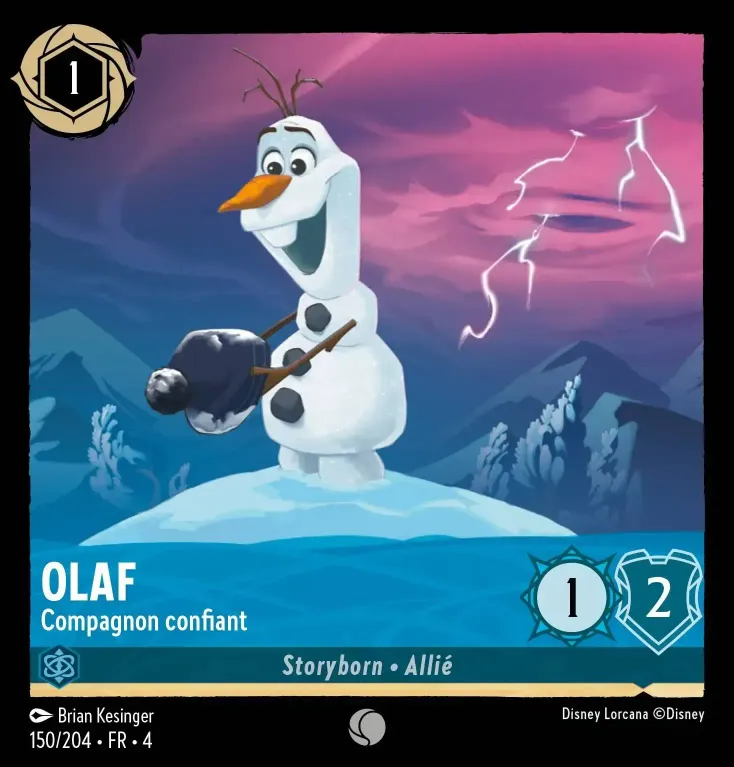 1
OLAF
Compagnon confiant
1
2
Storyborn • Allié
Brian Kesinger
Disney Lorcana ©Disney
150/204 • FR • 4